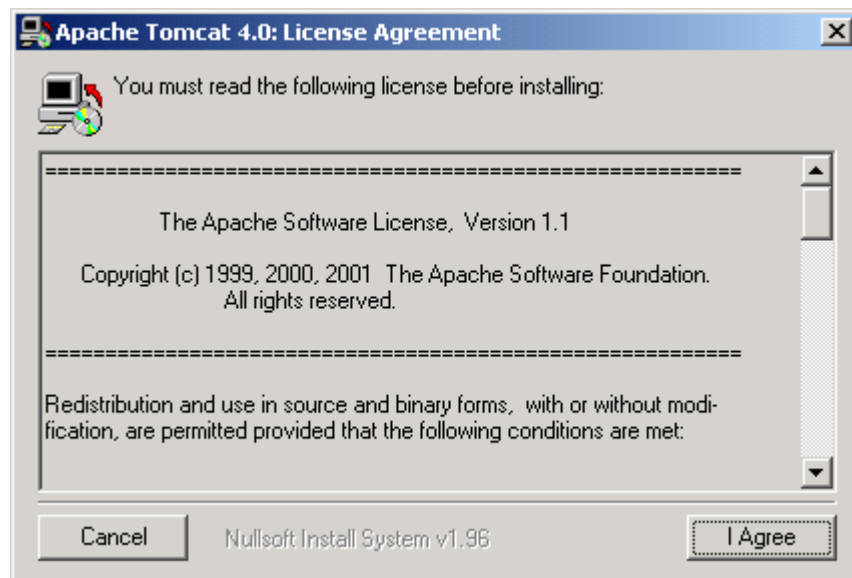 Apache Tomcat 4.0: License Agreement
You must read the following license before installing:
==========================================================
The Apache Software License, Version 1.1
Copyright (c) 1999, 2000, 2001 The Apache Software Foundation.
All rights reserved.
==========================================================
Redistribution and use in source and binary forms, with or without modi-
fication, are permitted provided that the following conditions are met:
Cancel
Nullsoft Install System v1.96
I Agree